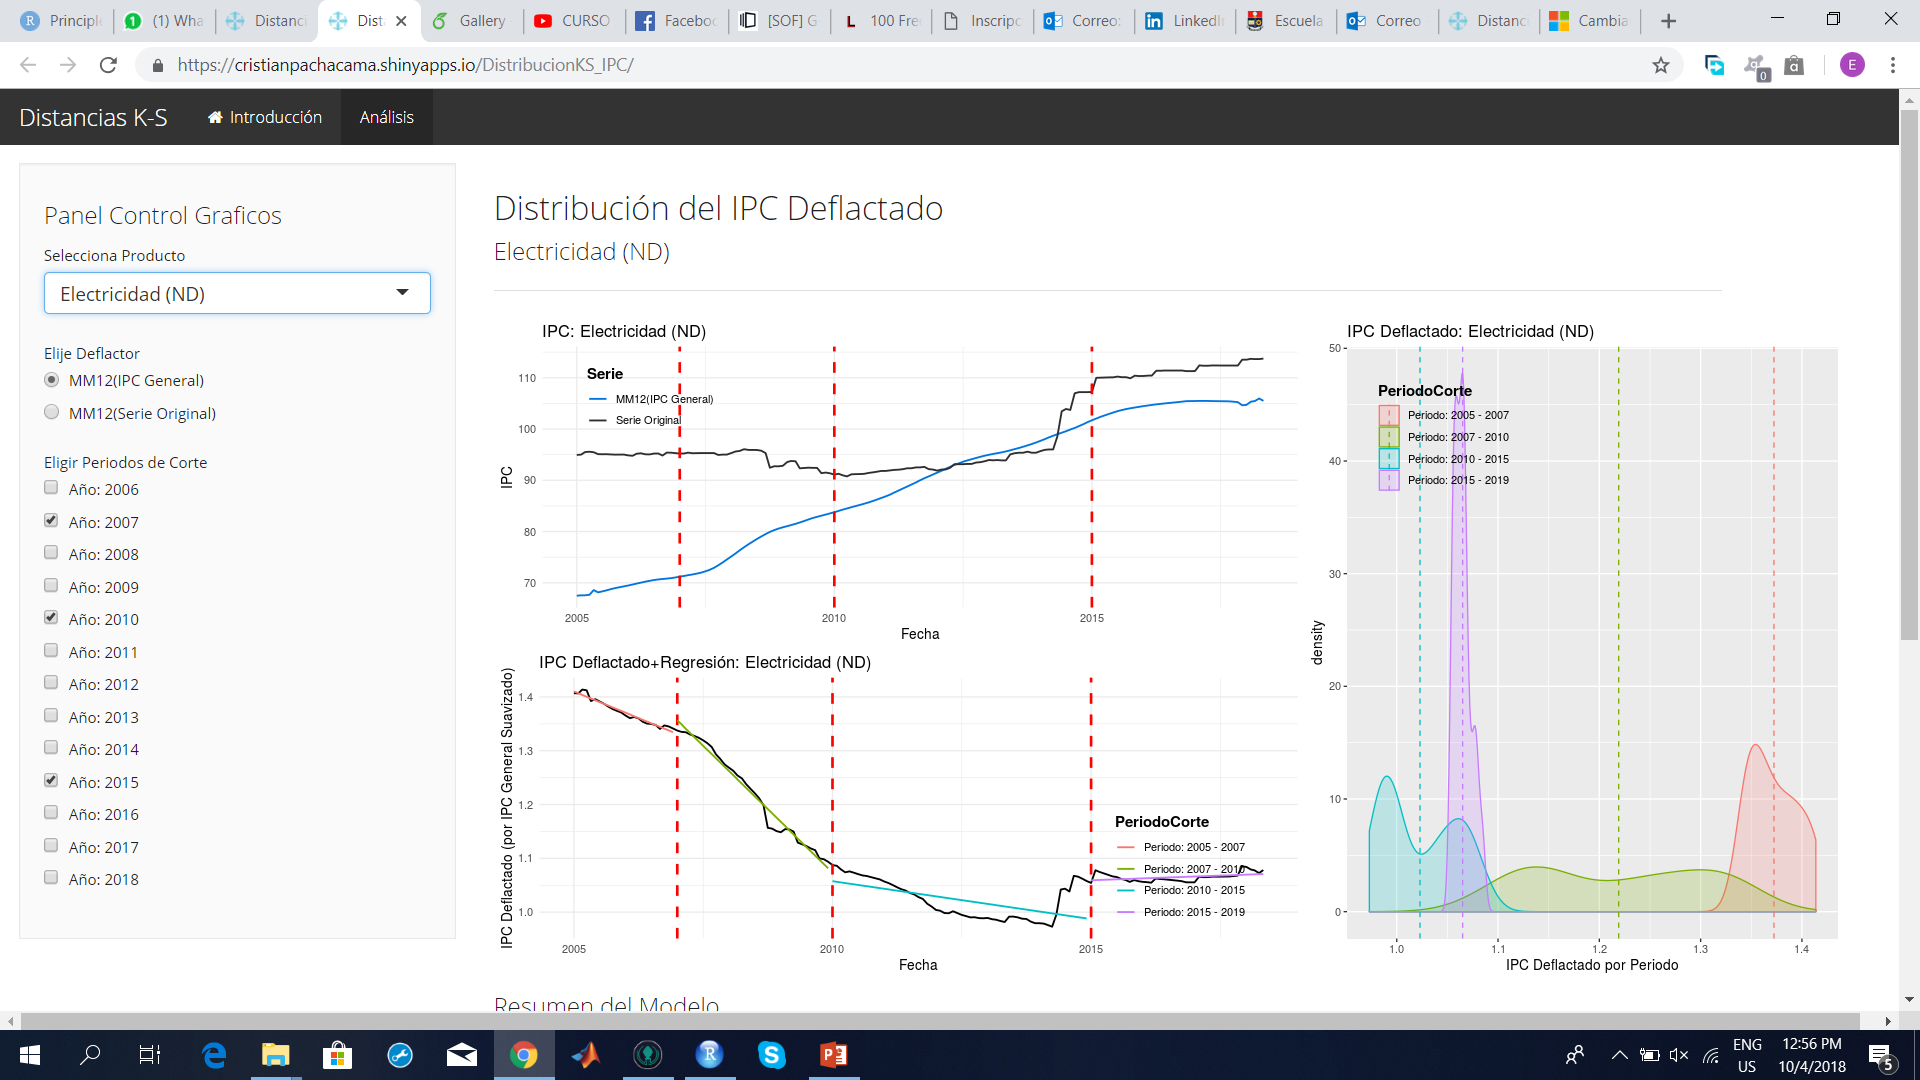 Principl
(1) Wha
Distanci
Dist
Gallery
CURSO
Faceboo
[SOF] G
100 Fre
Inscripc
Correo:
LinkedIn
Escuela
Correo
Distanc
Cambia
https://cristianpachacama.shinyapps.io/DistribucionKS_IPC/
0
E
Distancias K-S
Introducción
Análisis
Panel Control Graficos
Selecciona Producto
Electricidad (ND)
Elije Deflactor
MM12(IPC General)
MM12(Serie Original)
Eligir Periodos de Corte
Año: 2006
Año: 2007
Año: 2008
Año: 2009
Año: 2010
Año: 2011
Año: 2012
Año: 2013
Año: 2014
Año: 2015
Año: 2016
Año: 2017
Año: 2018
Distribución del IPC Deflactado
Electricidad (ND)
IPC: Electricidad (ND)
Serie
MM12(IPC General)
Serie Original
IPC
110
100
90
80
70
2005
2010
2015
Fecha
IPC Deflactado+Regresión: Electricidad (ND)
IPC Deflactado (por IPC General Suavizado)
1.4
1.3
1.2
1.1
1.0
PeriodoCorte
Periodo: 2005 - 2007
Periodo: 2007 - 2010
Periodo: 2010 - 2015
Periodo: 2015 - 2019
2005
2010
2015
Fecha
IPC Deflactado: Electricidad (ND)
PeriodoCorte
Periodo: 2005 - 2007
Periodo: 2007 - 2010
Periodo: 2010 - 2015
Periodo: 2015 - 2019
density
50
40
30
20
10
0
1.0
1.1
1.2
1.3
1.4
IPC Deflactado por Periodo
Resumen del Modelo
ENG
US
12:56 PM
10/4/2018
5